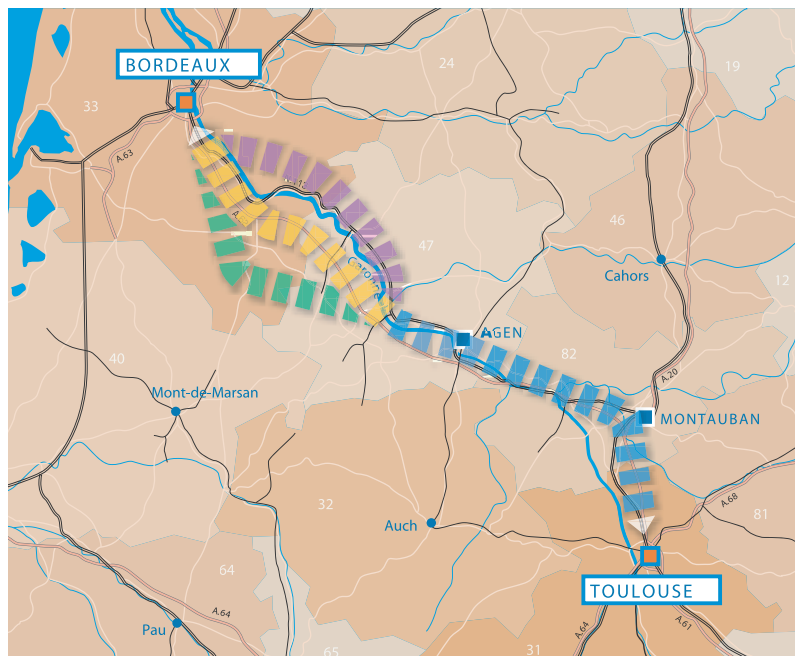 BORDEAUX
24
19
33
A.63
46
47
Cahors
12
Garonne
AGEN
82
40
A.20
Mont-de-Marsan
MONTAUBAN
32
A.68
Auch
81
64
TOULOUSE
A.64
A.64
A.61
Pau
31
65